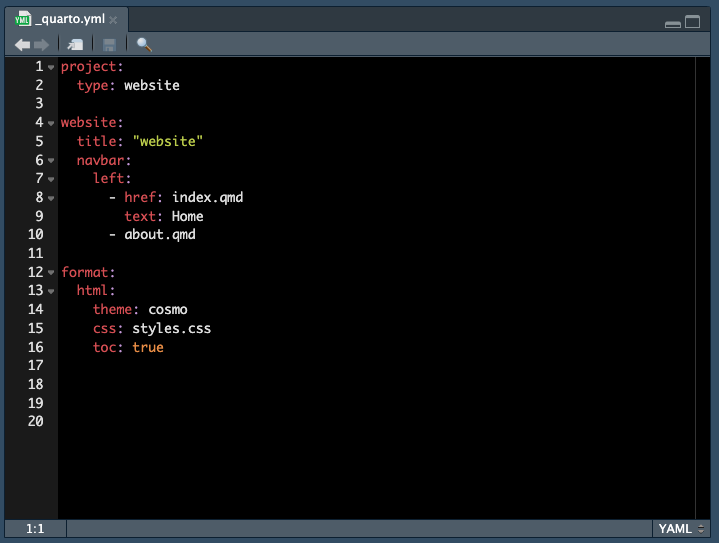 YML _quarto.yml ×
1 project:
2   type: website
3
4 website:
5   title: "website"
6   navbar:
7     left:
8       - href: index.qmd
9         text: Home
10       - about.qmd
11
12 format:
13   html:
14     theme: cosmo
15     css: styles.css
16     toc: true
17
18
19
20
1:1 YAML